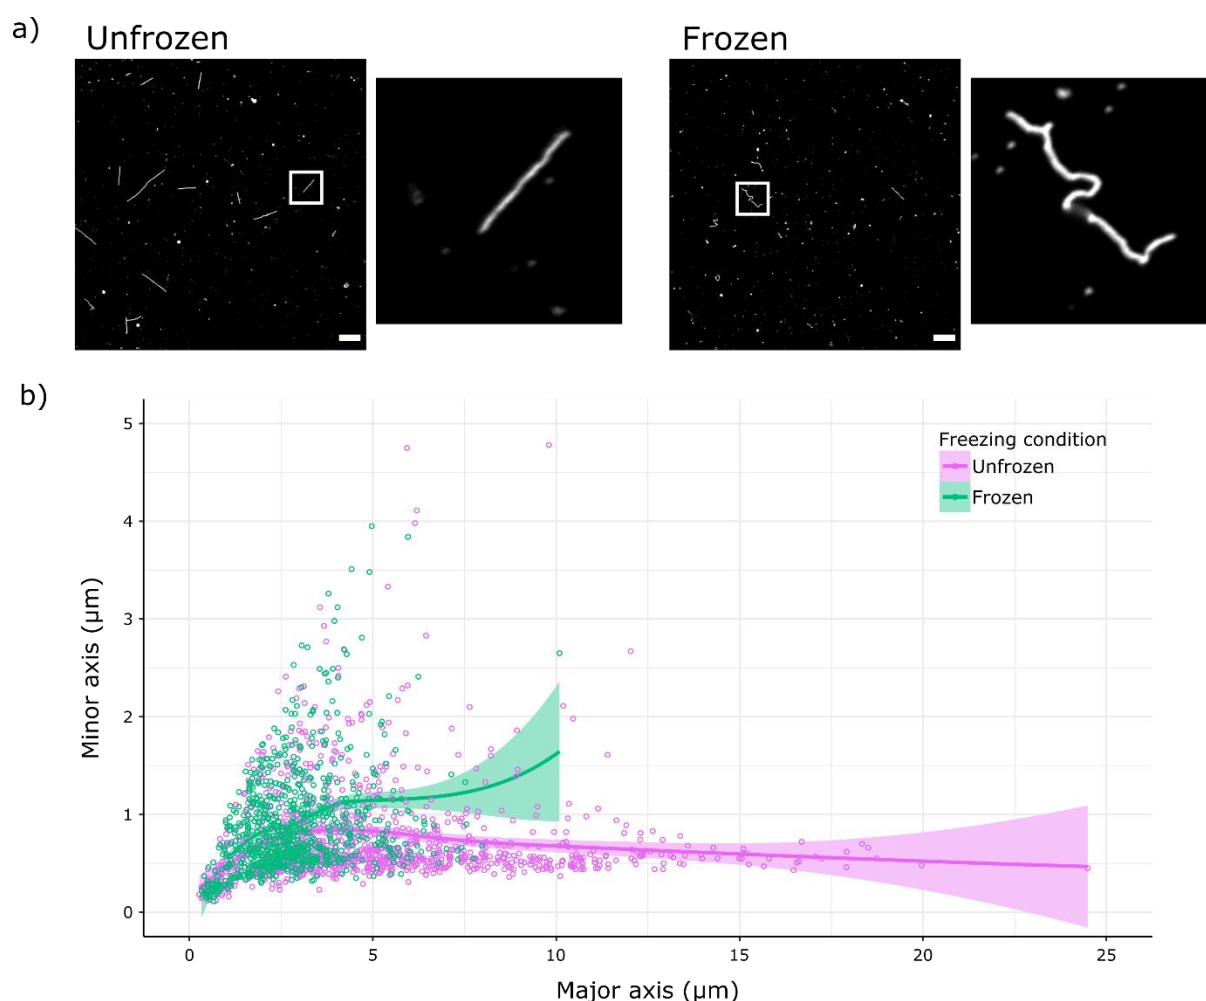 a)
Unfrozen
Frozen
b)
5
4
3
2
1
0
Minor axis (μm)
Freezing condition
Unfrozen
Frozen
0
5
10
15
20
25
Major axis (μm)